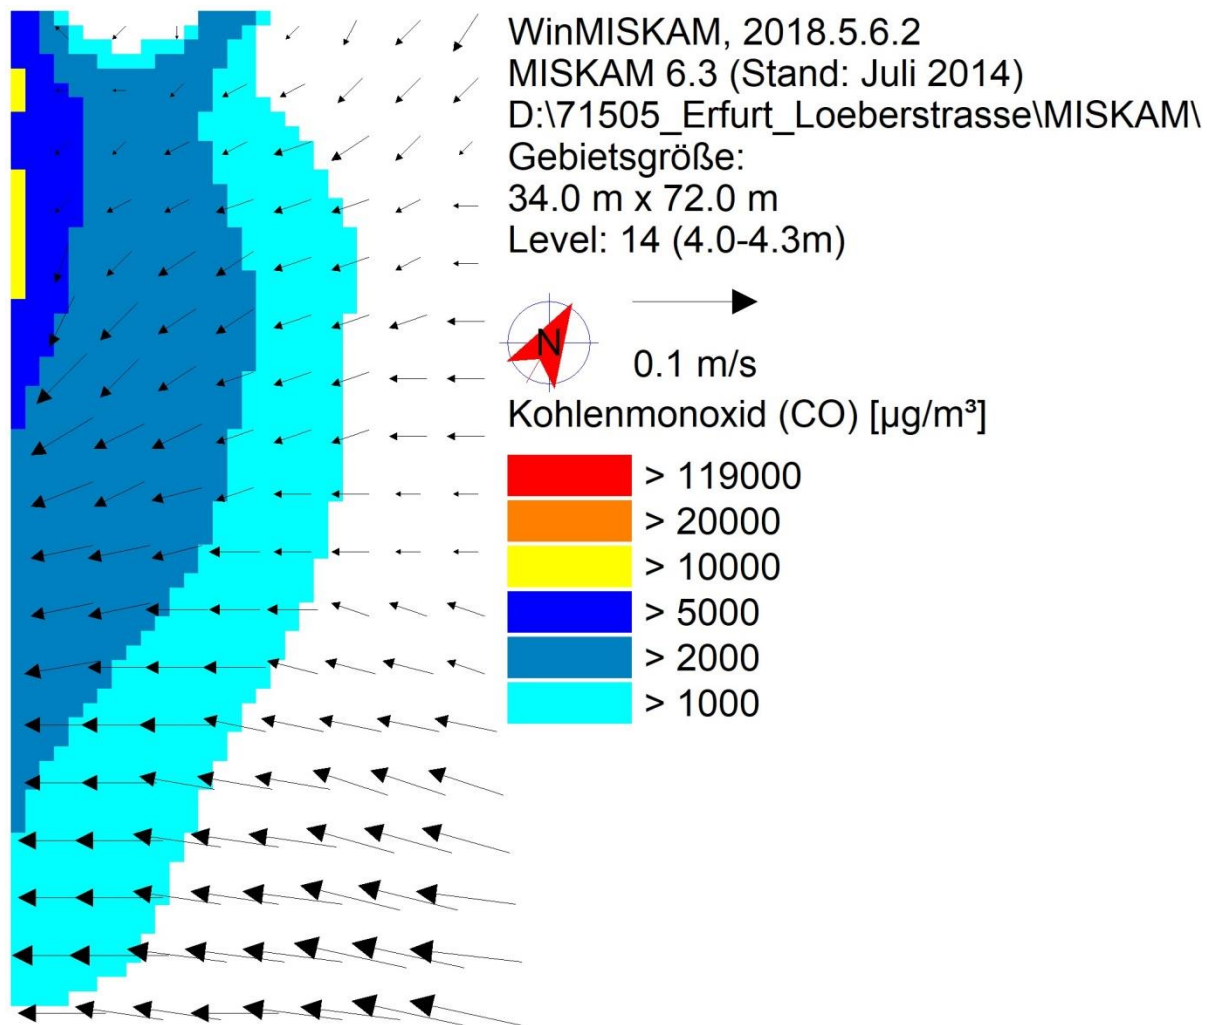 WinMISKAM, 2018.5.6.2
MISKAM 6.3 (Stand: Juli 2014)
D:\71505_Erfurt_Loeberstrasse\MISKAM\
Gebietsgröße:
34.0 m x 72.0 m
Level: 14 (4.0-4.3m)
N
0.1 m/s
Kohlenmonoxid (CO) [µg/m³]
> 119000
> 20000
> 10000
> 5000
> 2000
> 1000